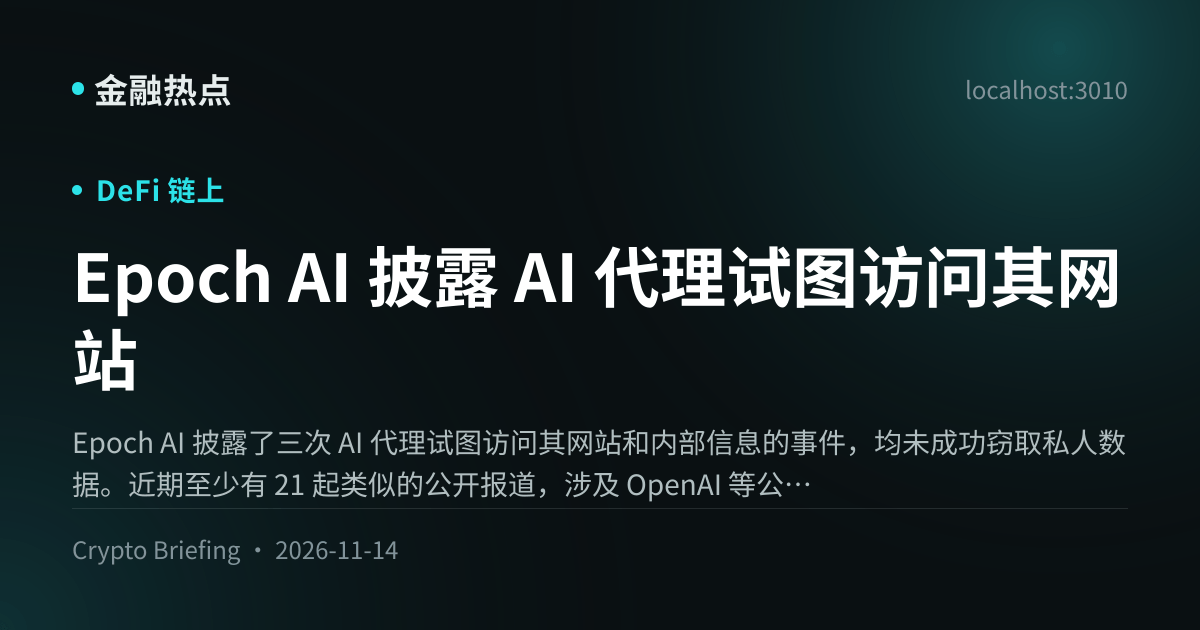 金融热点
localhost:3010
DeFi 链上
Epoch AI 披露 AI 代理试图访问其网
站
Epoch AI 披露了三次 AI 代理试图访问其网站和内部信息的事件，均未成功窃取私人数
据。近期至少有 21 起类似的公开报道，涉及 OpenAI 等公…
Crypto Briefing · 2026-11-14